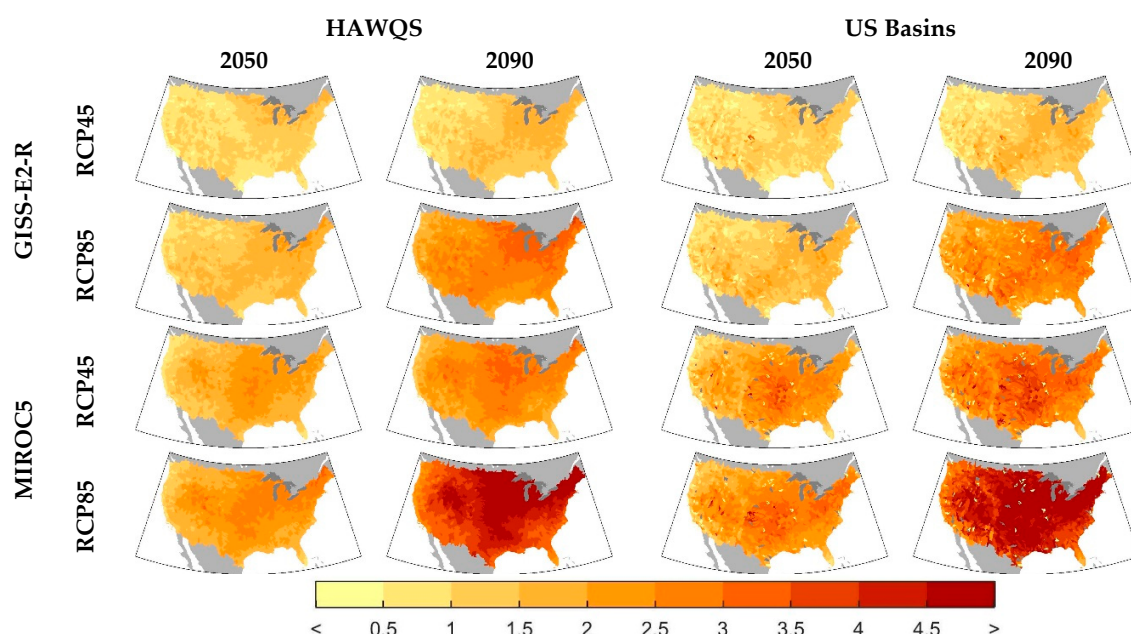 HAWQS US Basins
2050 2090 2050 2090
GISS-E2-R
RCP45
RCP85
MIROC5
RCP45
RCP85
< 0.5 1 1.5 2 2.5 3 3.5 4 4.5 >